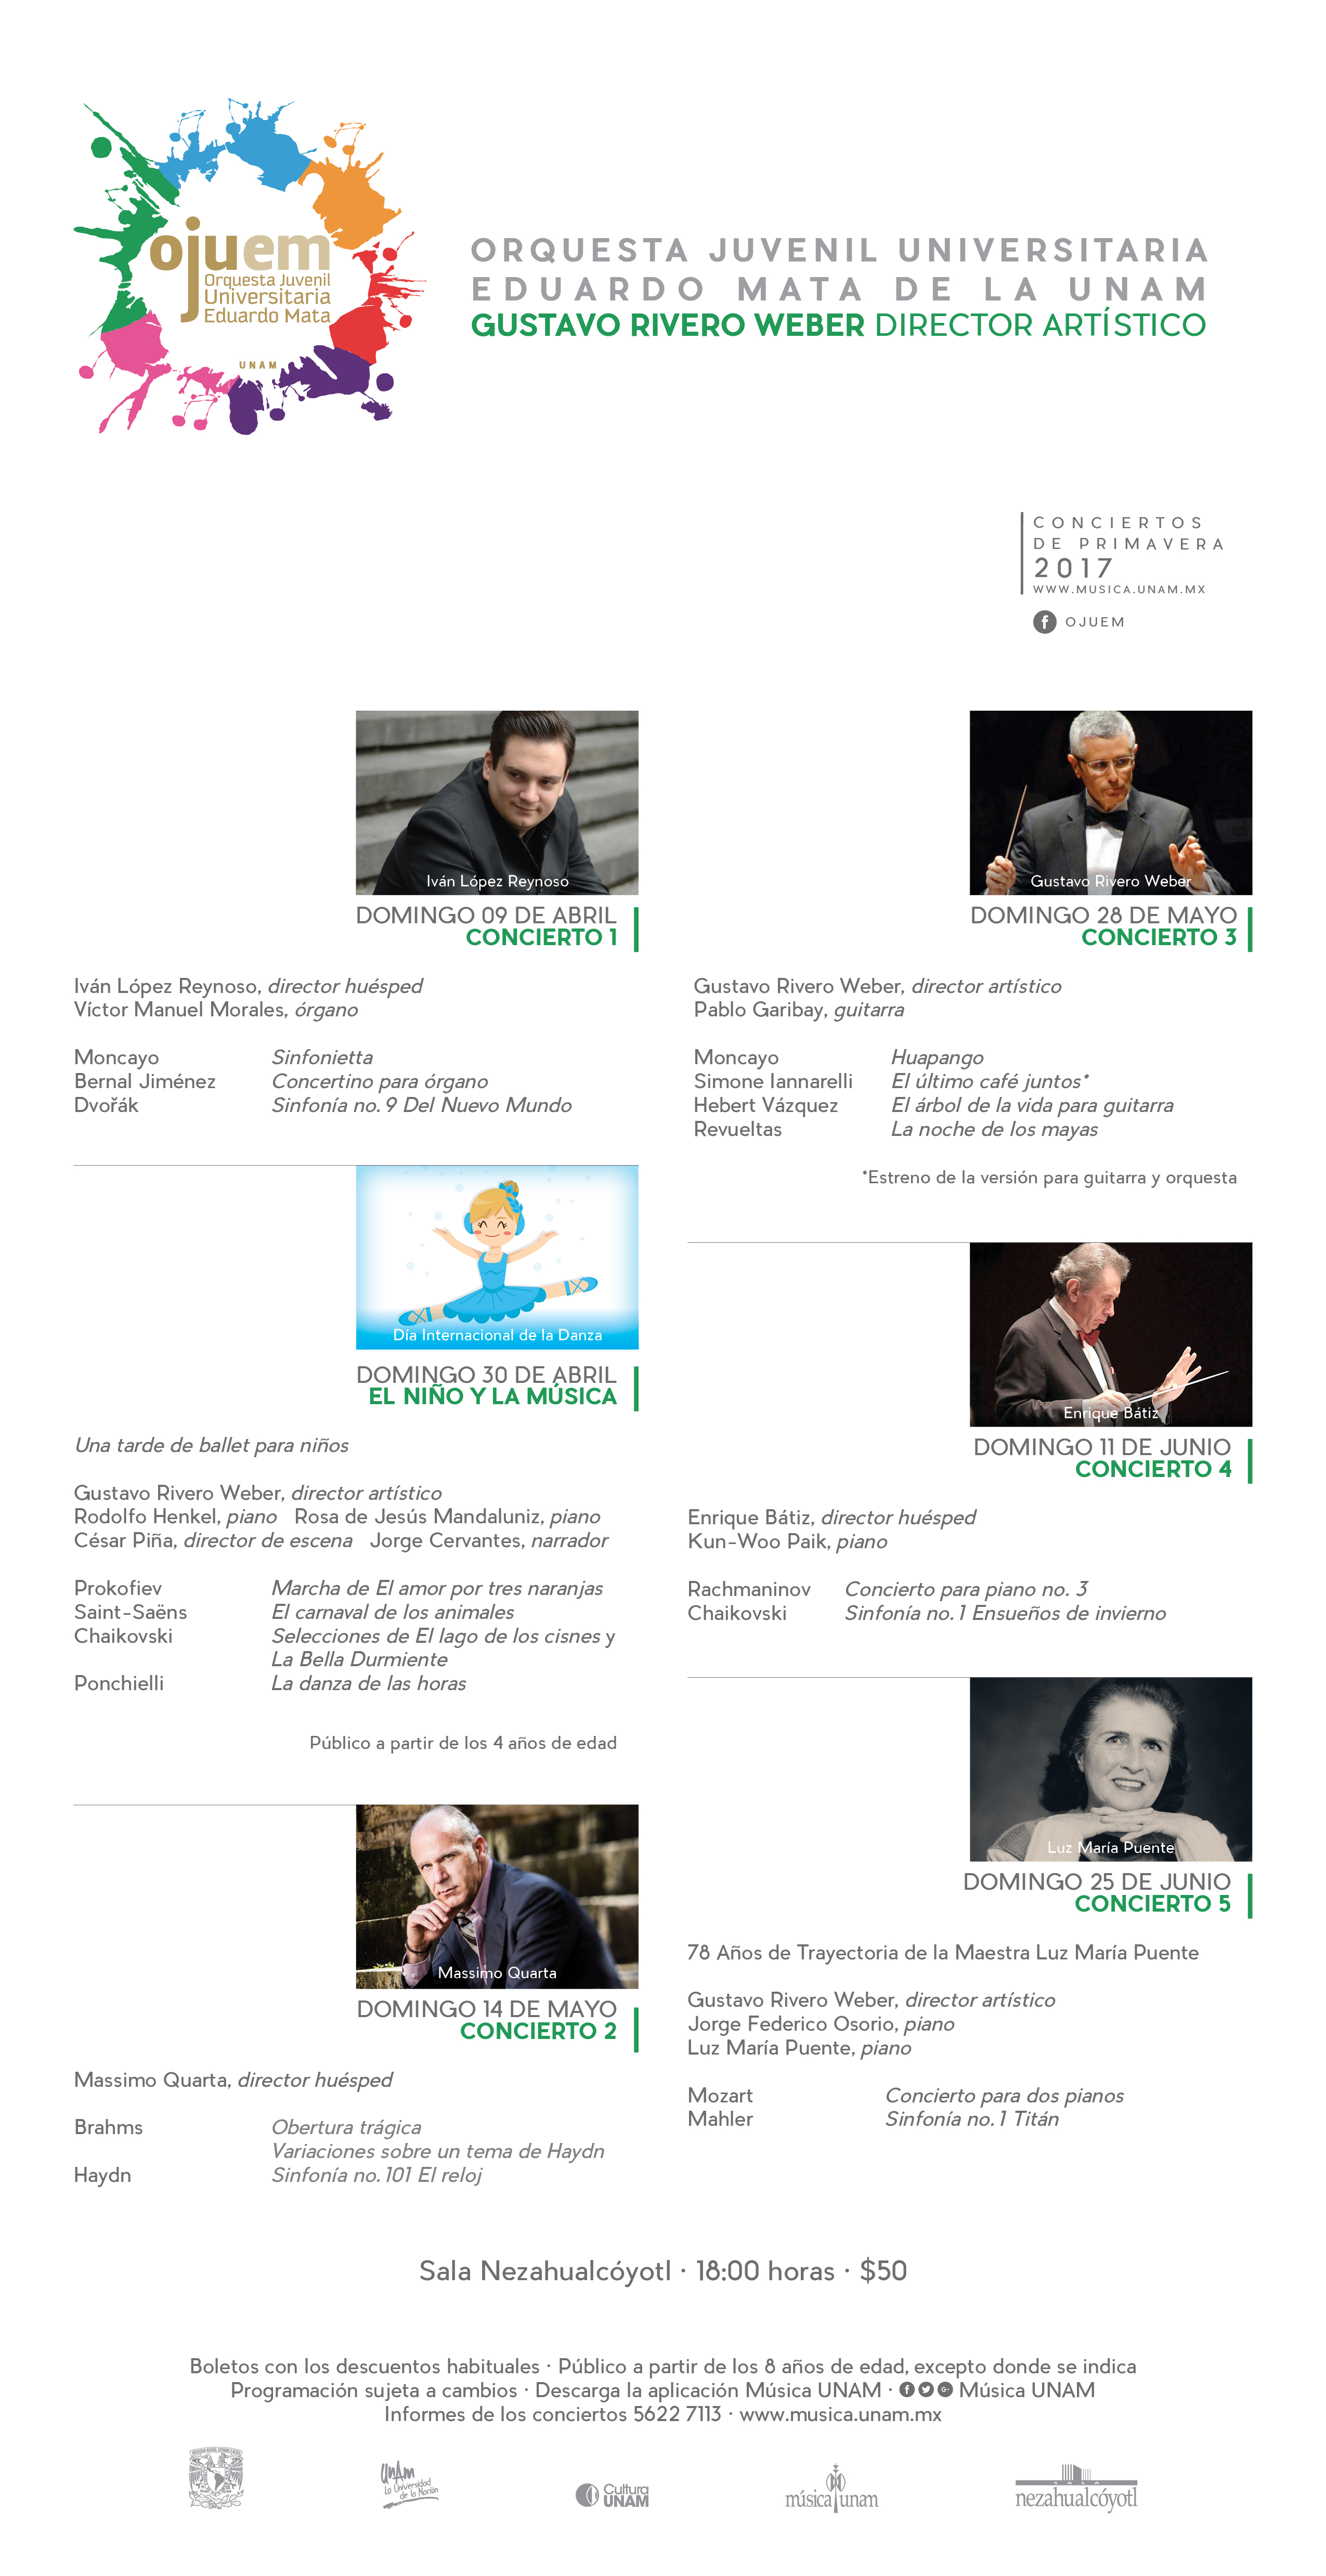 ojuem
Orquesta Juvenil
Universitaria
Eduardo Mata
UNAM
ORQUESTA JUVENIL UNIVERSITARIA
EDUARDO MATA DE LA UNAM
GUSTAVO RIVERO WEBER DIRECTOR ARTÍSTICO
CONCIERTOS
DE PRIMAVERA
2017
WWW.MUSICA.UNAM.MX
f OJUEM
Iván López Reynoso
DOMINGO 09 DE ABRIL
CONCIERTO 1
Iván López Reynoso, director huésped
Víctor Manuel Morales, órgano
Moncayo Sinfonietta
Bernal Jiménez Concertino para órgano
Dvořák Sinfonía no. 9 Del Nuevo Mundo
Día Internacional de la Danza
DOMINGO 30 DE ABRIL
EL NIÑO Y LA MÚSICA
Una tarde de ballet para niños
Gustavo Rivero Weber, director artístico
Rodolfo Henkel, piano Rosa de Jesús Mandaluniz, piano
César Piña, director de escena Jorge Cervantes, narrador
Prokofiev Marcha de El amor por tres naranjas
Saint-Saëns El carnaval de los animales
Chaikovski Selecciones de El lago de los cisnes y
La Bella Durmiente
Ponchielli La danza de las horas
Público a partir de los 4 años de edad
Massimo Quarta
DOMINGO 14 DE MAYO
CONCIERTO 2
Massimo Quarta, director huésped
Brahms Obertura trágica
Variaciones sobre un tema de Haydn
Haydn Sinfonía no. 101 El reloj
Gustavo Rivero Weber
DOMINGO 28 DE MAYO
CONCIERTO 3
Gustavo Rivero Weber, director artístico
Pablo Garibay, guitarra
Moncayo Huapango
Simone Iannarelli El último café juntos*
Hebert Vázquez El árbol de la vida para guitarra
Revueltas La noche de los mayas
*Estreno de la versión para guitarra y orquesta
Enrique Bátiz
DOMINGO 11 DE JUNIO
CONCIERTO 4
Enrique Bátiz, director huésped
Kun-Woo Paik, piano
Rachmaninov Concierto para piano no. 3
Chaikovski Sinfonía no. 1 Ensueños de invierno
Luz María Puente
DOMINGO 25 DE JUNIO
CONCIERTO 5
78 Años de Trayectoria de la Maestra Luz María Puente
Gustavo Rivero Weber, director artístico
Jorge Federico Osorio, piano
Luz María Puente, piano
Mozart Concierto para dos pianos
Mahler Sinfonía no. 1 Titán
Sala Nezahualcóyotl · 18:00 horas · $50
Boletos con los descuentos habituales · Público a partir de los 8 años de edad, excepto donde se indica
Programación sujeta a cambios · Descarga la aplicación Música UNAM · Música UNAM
Informes de los conciertos 5622 7113 · www.musica.unam.mx
UnAm
La Universidad
de la Nación
Cultura
UNAM
música unam
SALA
nezahualcóyotl